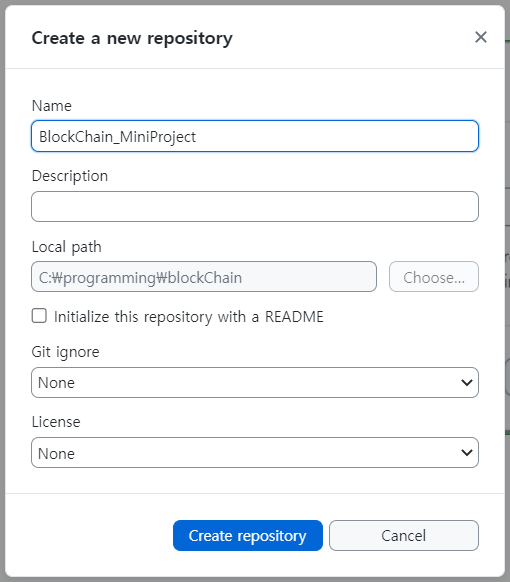 Create a new repository
Name
BlockChain_MiniProject
Description
Local path
C:₩programming₩blockChain
Choose...
Initialize this repository with a README
Git ignore
None
License
None
Create repository
Cancel